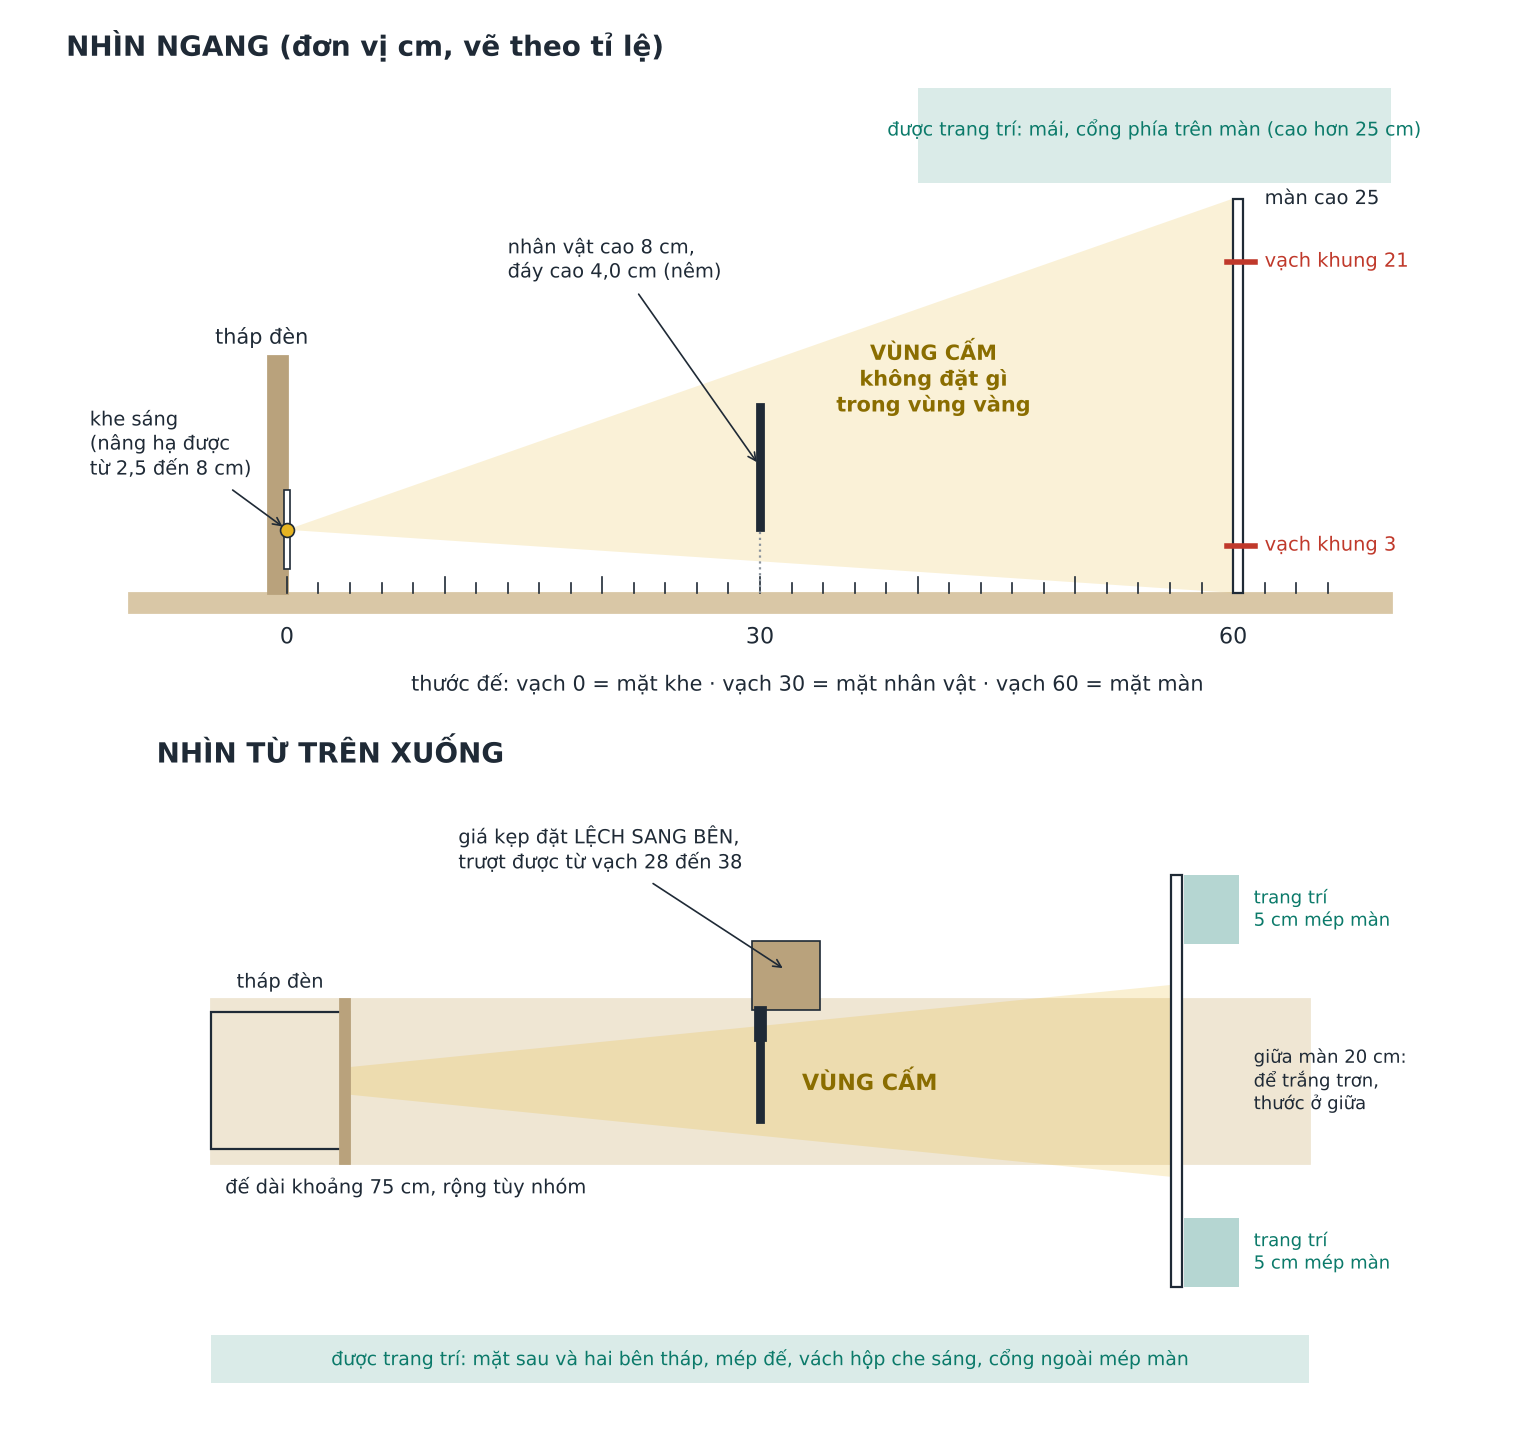 NHÌN NGANG (đơn vị cm, vẽ theo tỉ lệ)
được trang trí: mái, cổng phía trên màn (cao hơn 25 cm)
màn cao 25
nhân vật cao 8 cm,
đáy cao 4,0 cm (nêm)
vạch khung 21
tháp đèn
VÙNG CẤM
không đặt gì
trong vùng vàng
khe sáng
(nâng hạ được
từ 2,5 đến 8 cm)
vạch khung 3
0
30
60
thước đế: vạch 0 = mặt khe · vạch 30 = mặt nhân vật · vạch 60 = mặt màn
NHÌN TỪ TRÊN XUỐNG
giá kẹp đặt LỆCH SANG BÊN,
trượt được từ vạch 28 đến 38
trang trí
5 cm mép màn
tháp đèn
VÙNG CẤM
giữa màn 20 cm:
để trắng trơn,
thước ở giữa
đế dài khoảng 75 cm, rộng tùy nhóm
trang trí
5 cm mép màn
được trang trí: mặt sau và hai bên tháp, mép đế, vách hộp che sáng, cổng ngoài mép màn